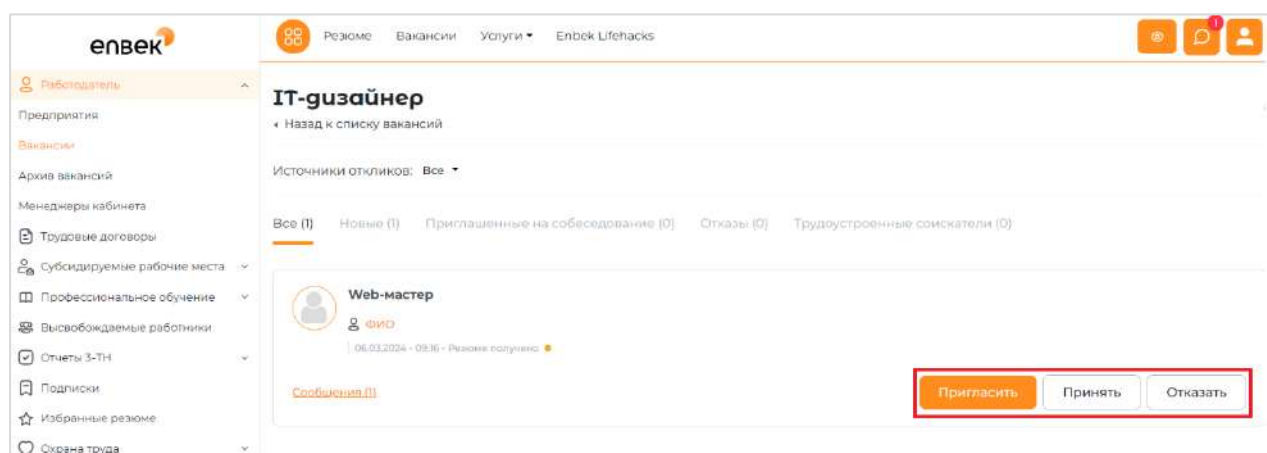 enbek
Резюме Вакансии Услуги Enbek Lifehacks
1
Работодатель
Предприятия
Вакансии
Архив вакансий
Менеджеры кабинета
Трудовые договоры
Субсидируемые рабочие места
Профессиональное обучение
Высвобождаемые работники
Отчеты 3-ТН
Подписки
Избранные резюме
Охрана труда
IT-дизайнер
Назад к списку вакансий
Источники откликов: Все
Все (1) Новые (1) Приглашенные на собеседование (0) Отказы (0) Трудоустроенные соискатели (0)
Web-мастер
ФИО
06.03.2024 - 09:16 - Резюме получено
Сообщения (1)
Пригласить Принять Отказать